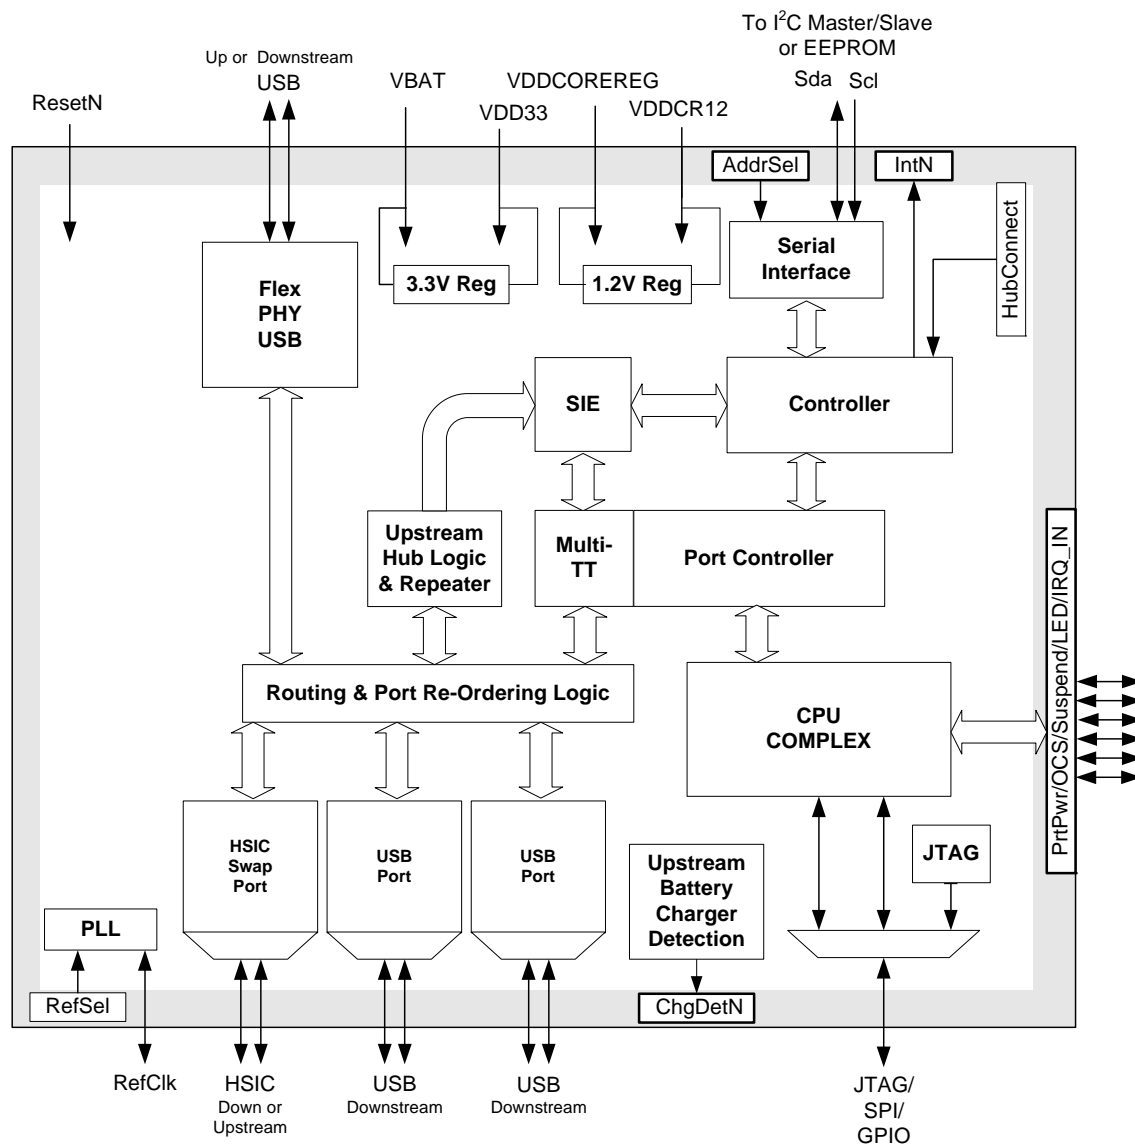 To I2C Master/Slave
or EEPROM
Up or Downstream
USB
VBAT
VDDCOREREG
Sda
Scl
ResetN
VDD33
VDDCR12
AddrSel
IntN
HubConnect
Flex
PHY
USB
3.3V Reg
1.2V Reg
Serial
Interface
SIE
Controller
Upstream
Hub Logic
& Repeater
Multi-
TT
Port Controller
Routing & Port Re-Ordering Logic
CPU
COMPLEX
PrtPwr/OCS/Suspend/LED/IRQ_IN
HSIC
Swap
Port
USB
Port
USB
Port
Upstream
Battery
Charger
Detection
JTAG
PLL
RefSel
ChgDetN
RefClk
HSIC
Down or
Upstream
USB
Downstream
USB
Downstream
JTAG/
SPI/
GPIO